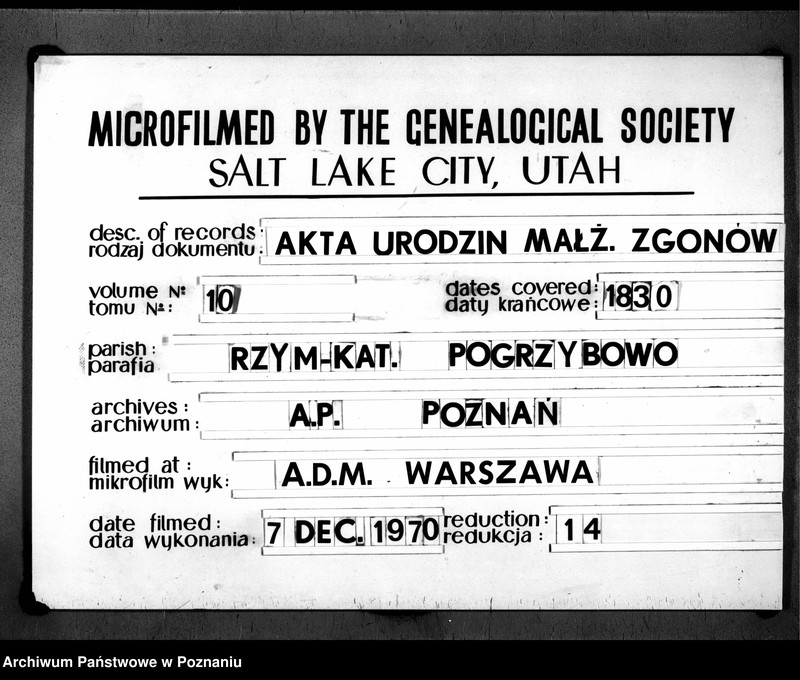 MICROFILMED BY THE GENEALOGICAL SOCIETY
SALT LAKE CITY, UTAH
desc. of records:
rodzaj dokumentu: AKTA URODZIN MAŁŻ. ZGONÓW
volume №
tomu №: 10
dates covered:
daty krańcowe: 1830
parish:
parafia RZYM-KAT. POGRZYBOWO
archives:
archiwum: A.P. POZNAŃ
filmed at:
mikrofilm wyk: A.D.M. WARSZAWA
date filmed:
data wykonania: 7 DEC. 1970
reduction:
redukcja: 14
Archiwum Państwowe w Poznaniu